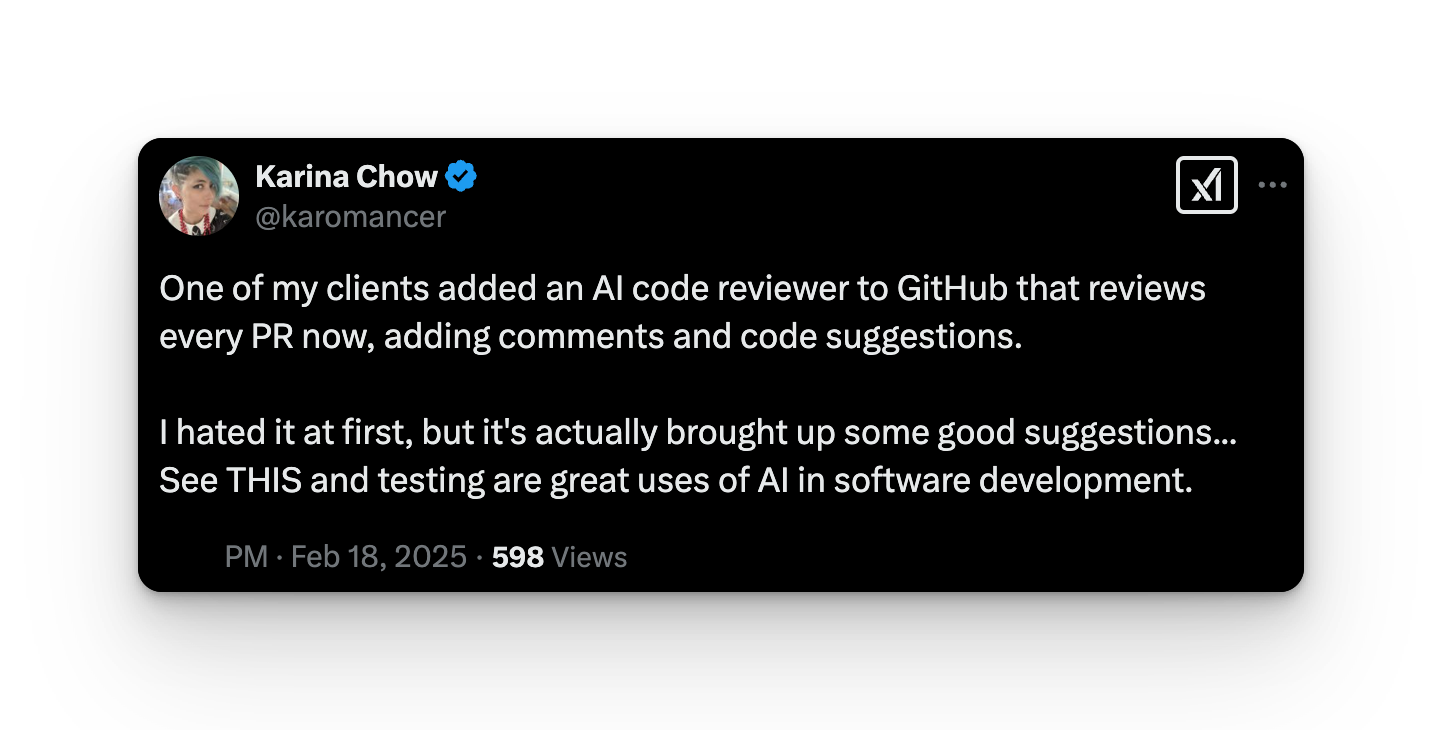 Karina Chow
@karomancer
One of my clients added an AI code reviewer to GitHub that reviews
every PR now, adding comments and code suggestions.
I hated it at first, but it's actually brought up some good suggestions...
See THIS and testing are great uses of AI in software development.
PM · Feb 18, 2025 · 598 Views